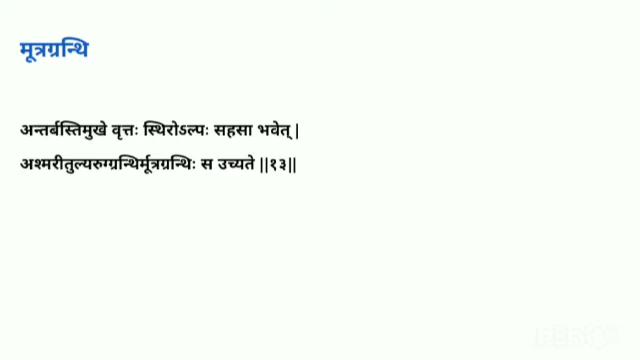 मूत्रग्रन्थि
अन्तर्बस्तिमुखे वृत्तः स्थिरोऽल्पः सहसा भवेत् |
अश्मरीतुल्यरुग्ग्रन्थिर्मूत्रग्रन्थिः स उच्यते ||१३||